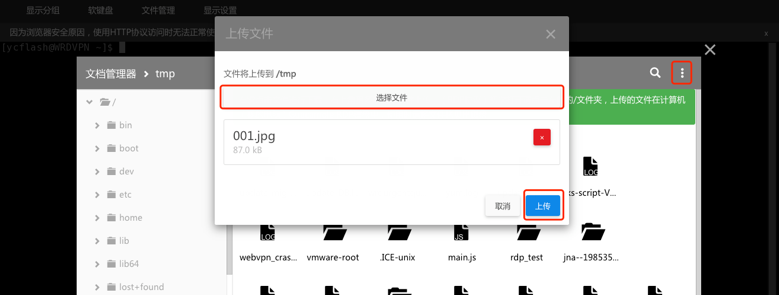 显示分组 软键盘 文件管理 显示设置
因为浏览器安全原因，使用HTTP协议访问时无法正常使
[ycflash@WRDVPN ~]$
上传文件
文档管理器 > tmp
文件将上传到 /tmp
选择文件
的/文件夹，上传的文件在计算机
001.jpg
87.0 kB
取消 上传
/
bin
boot
dev
etc
home
lib
lib64
lost+found
LOG
ks-script-V...
LOG
JS
webvpn_cras... vmware-root .ICE-unix main.js rdp_test jna--198535...